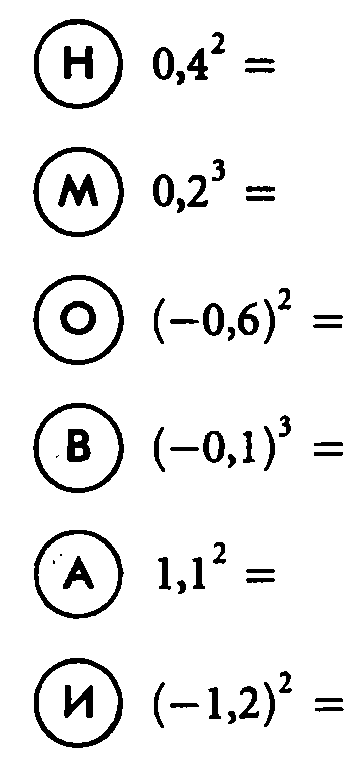 Н 0,4² =
М 0,2³ =
О (−0,6)² =
В (−0,1)³ =
А 1,1² =
И (−1,2)² =